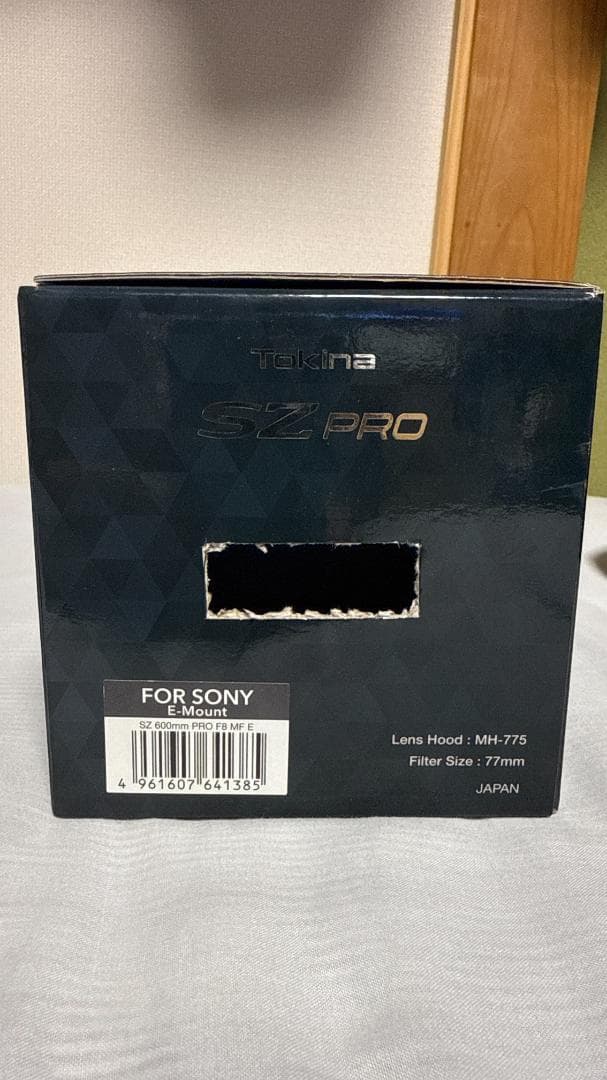 Tokina
SZ PRO
FOR SONY
E-Mount
SZ 600mm PRO F8 MF E
4 961607 641385
Lens Hood : MH-775
Filter Size : 77mm
JAPAN